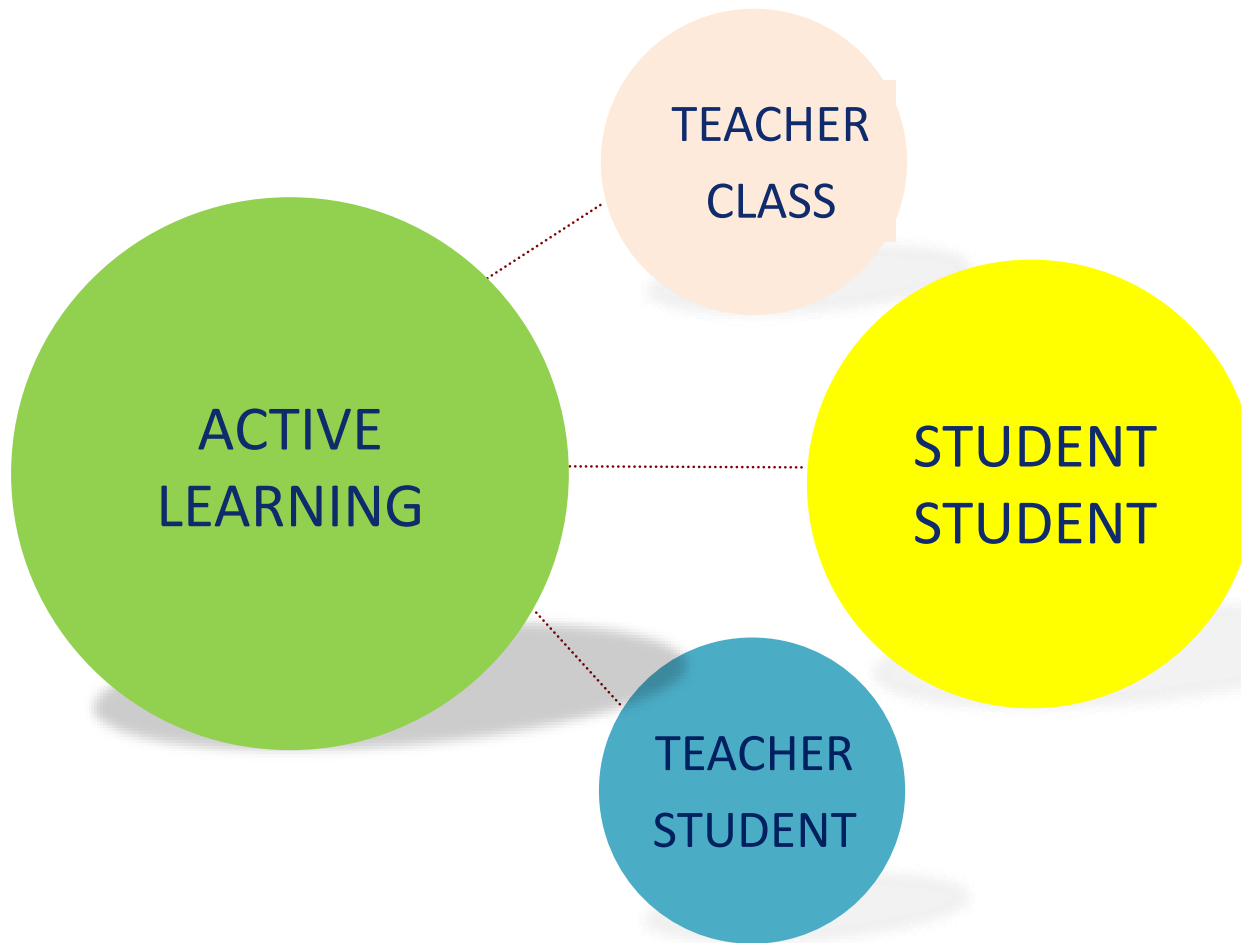 TEACHER
CLASS
ACTIVE
LEARNING
STUDENT
STUDENT
TEACHER
STUDENT